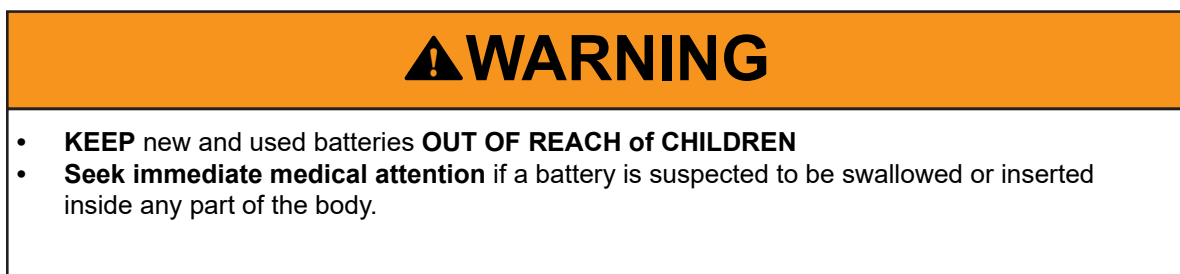 ⚠WARNING
• KEEP new and used batteries OUT OF REACH of CHILDREN
• Seek immediate medical attention if a battery is suspected to be swallowed or inserted
inside any part of the body.